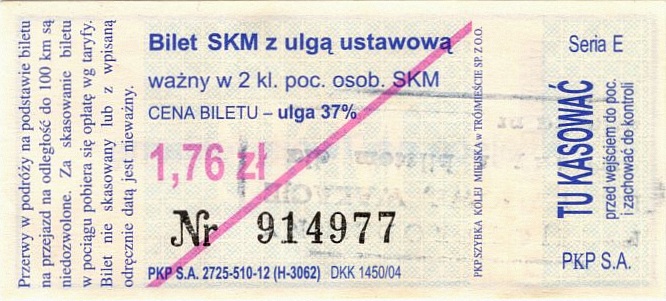 Przerwy w podróży na podstawie biletu
na przejazd na odległość do 100 km są
niedozwolone. Za skasowanie biletu
w pociągu pobiera się opłatę wg taryfy.
Bilet nie skasowany lub z wpisaną
odręcznie datą jest nieważny.
Bilet SKM z ulgą ustawową
ważny w 2 kl. poc. osob. SKM
CENA BILETU – ulga 37%
1,76 zł
Nr 914977
PKP S.A. 2725-510-12 (H-3062) DKK 1450/04
PKP SZYBKA KOLEJ MIEJSKA w TRÓJMIEŚCIE SP. Z O.O.
Seria E
TU KASOWAĆ
przed wejściem do poc.
i zachować do kontroli
PKP S.A.